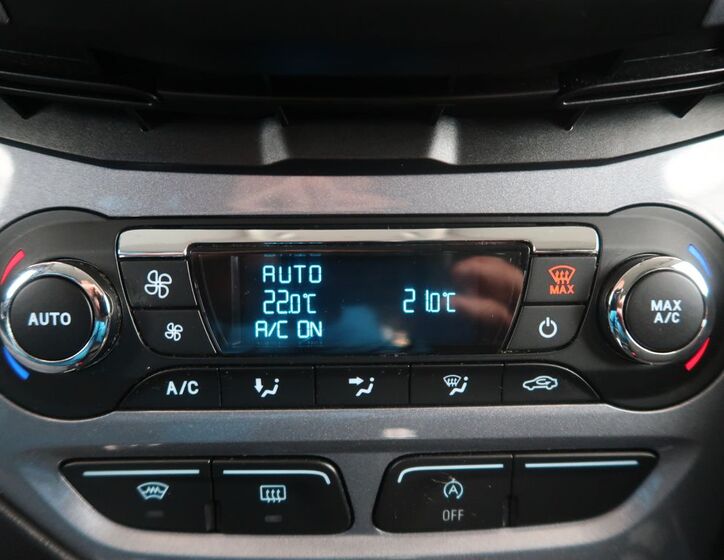 AUTO
22.0℃ 21.0℃
A/C ON
MAX
AUTO
MAX
A/C
A/C
A
OFF